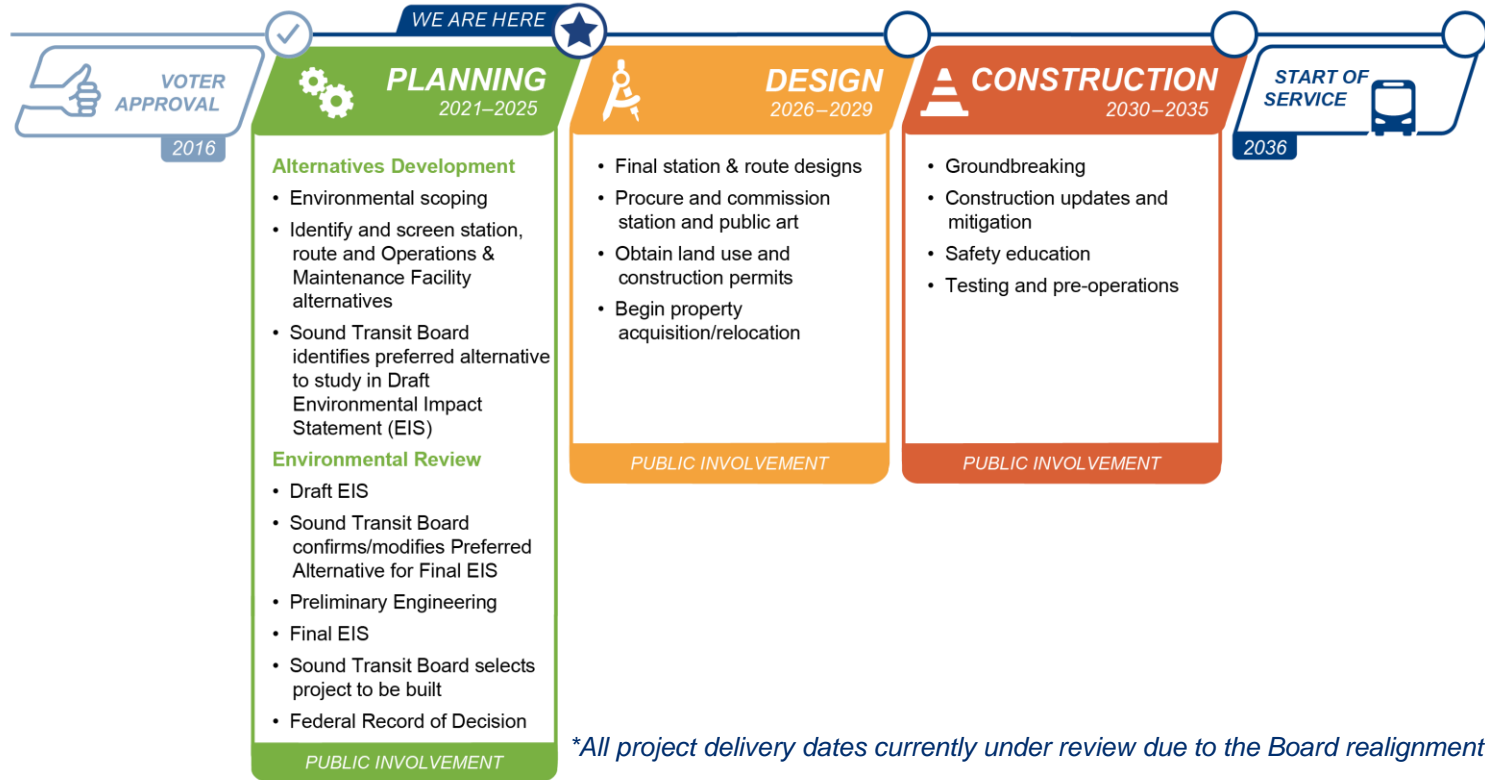 WE ARE HERE
VOTER
APPROVAL
2016
PLANNING
2021–2025
Alternatives Development
• Environmental scoping
• Identify and screen station,
route and Operations &
Maintenance Facility
alternatives
• Sound Transit Board
identifies preferred alternative
to study in Draft
Environmental Impact
Statement (EIS)
Environmental Review
• Draft EIS
• Sound Transit Board
confirms/modifies Preferred
Alternative for Final EIS
• Preliminary Engineering
• Final EIS
• Sound Transit Board selects
project to be built
• Federal Record of Decision
PUBLIC INVOLVEMENT
DESIGN
2026–2029
• Final station & route designs
• Procure and commission
station and public art
• Obtain land use and
construction permits
• Begin property
acquisition/relocation
PUBLIC INVOLVEMENT
CONSTRUCTION
2030–2035
• Groundbreaking
• Construction updates and
mitigation
• Safety education
• Testing and pre-operations
PUBLIC INVOLVEMENT
START OF
SERVICE
2036
*All project delivery dates currently under review due to the Board realignment